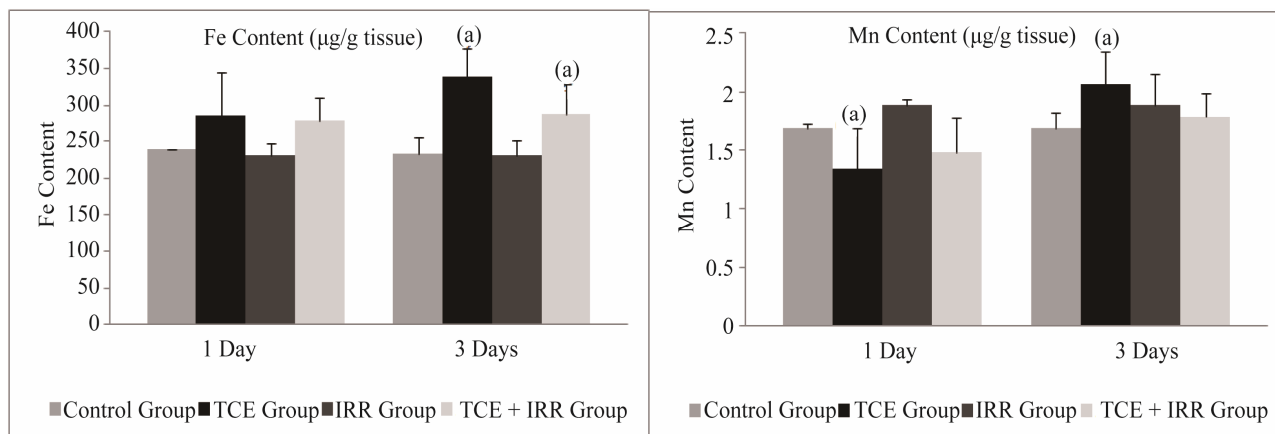 Fe Content (μg/g tissue)
(a)
(a)
400
350
300
250
200
150
100
50
0
Fe Content
1 Day
3 Days
Control Group TCE Group IRR Group TCE + IRR Group
Mn Content (μg/g tissue)
(a)
(a)
2.5
2
1.5
1
0.5
0
Mn Content
1 Day
3 Days
Control Group TCE Group IRR Group TCE + IRR Group